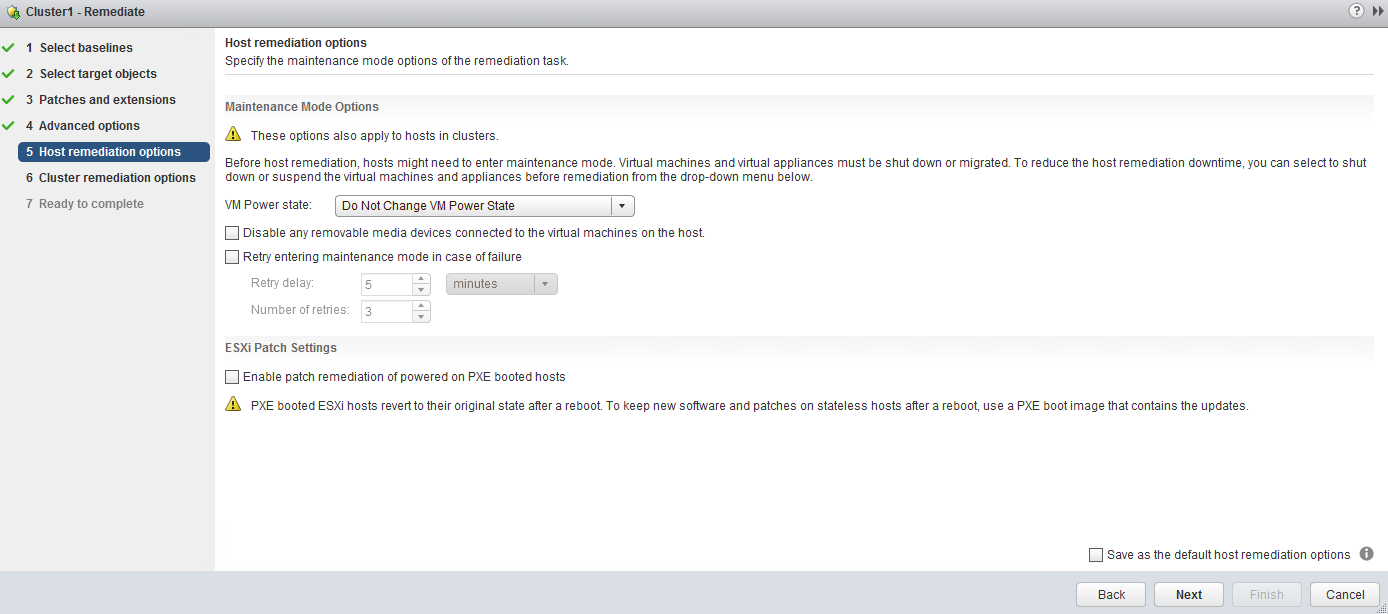 Cluster1 - Remediate
?
1 Select baselines
2 Select target objects
3 Patches and extensions
4 Advanced options
5 Host remediation options
6 Cluster remediation options
7 Ready to complete
Host remediation options
Specify the maintenance mode options of the remediation task.
Maintenance Mode Options
These options also apply to hosts in clusters.
Before host remediation, hosts might need to enter maintenance mode. Virtual machines and virtual appliances must be shut down or migrated. To reduce the host remediation downtime, you can select to shut
down or suspend the virtual machines and appliances before remediation from the drop-down menu below.
VM Power state: Do Not Change VM Power State
Disable any removable media devices connected to the virtual machines on the host.
Retry entering maintenance mode in case of failure
Retry delay: 5 minutes
Number of retries: 3
ESXi Patch Settings
Enable patch remediation of powered on PXE booted hosts
PXE booted ESXi hosts revert to their original state after a reboot. To keep new software and patches on stateless hosts after a reboot, use a PXE boot image that contains the updates.
Save as the default host remediation options
Back Next Finish Cancel